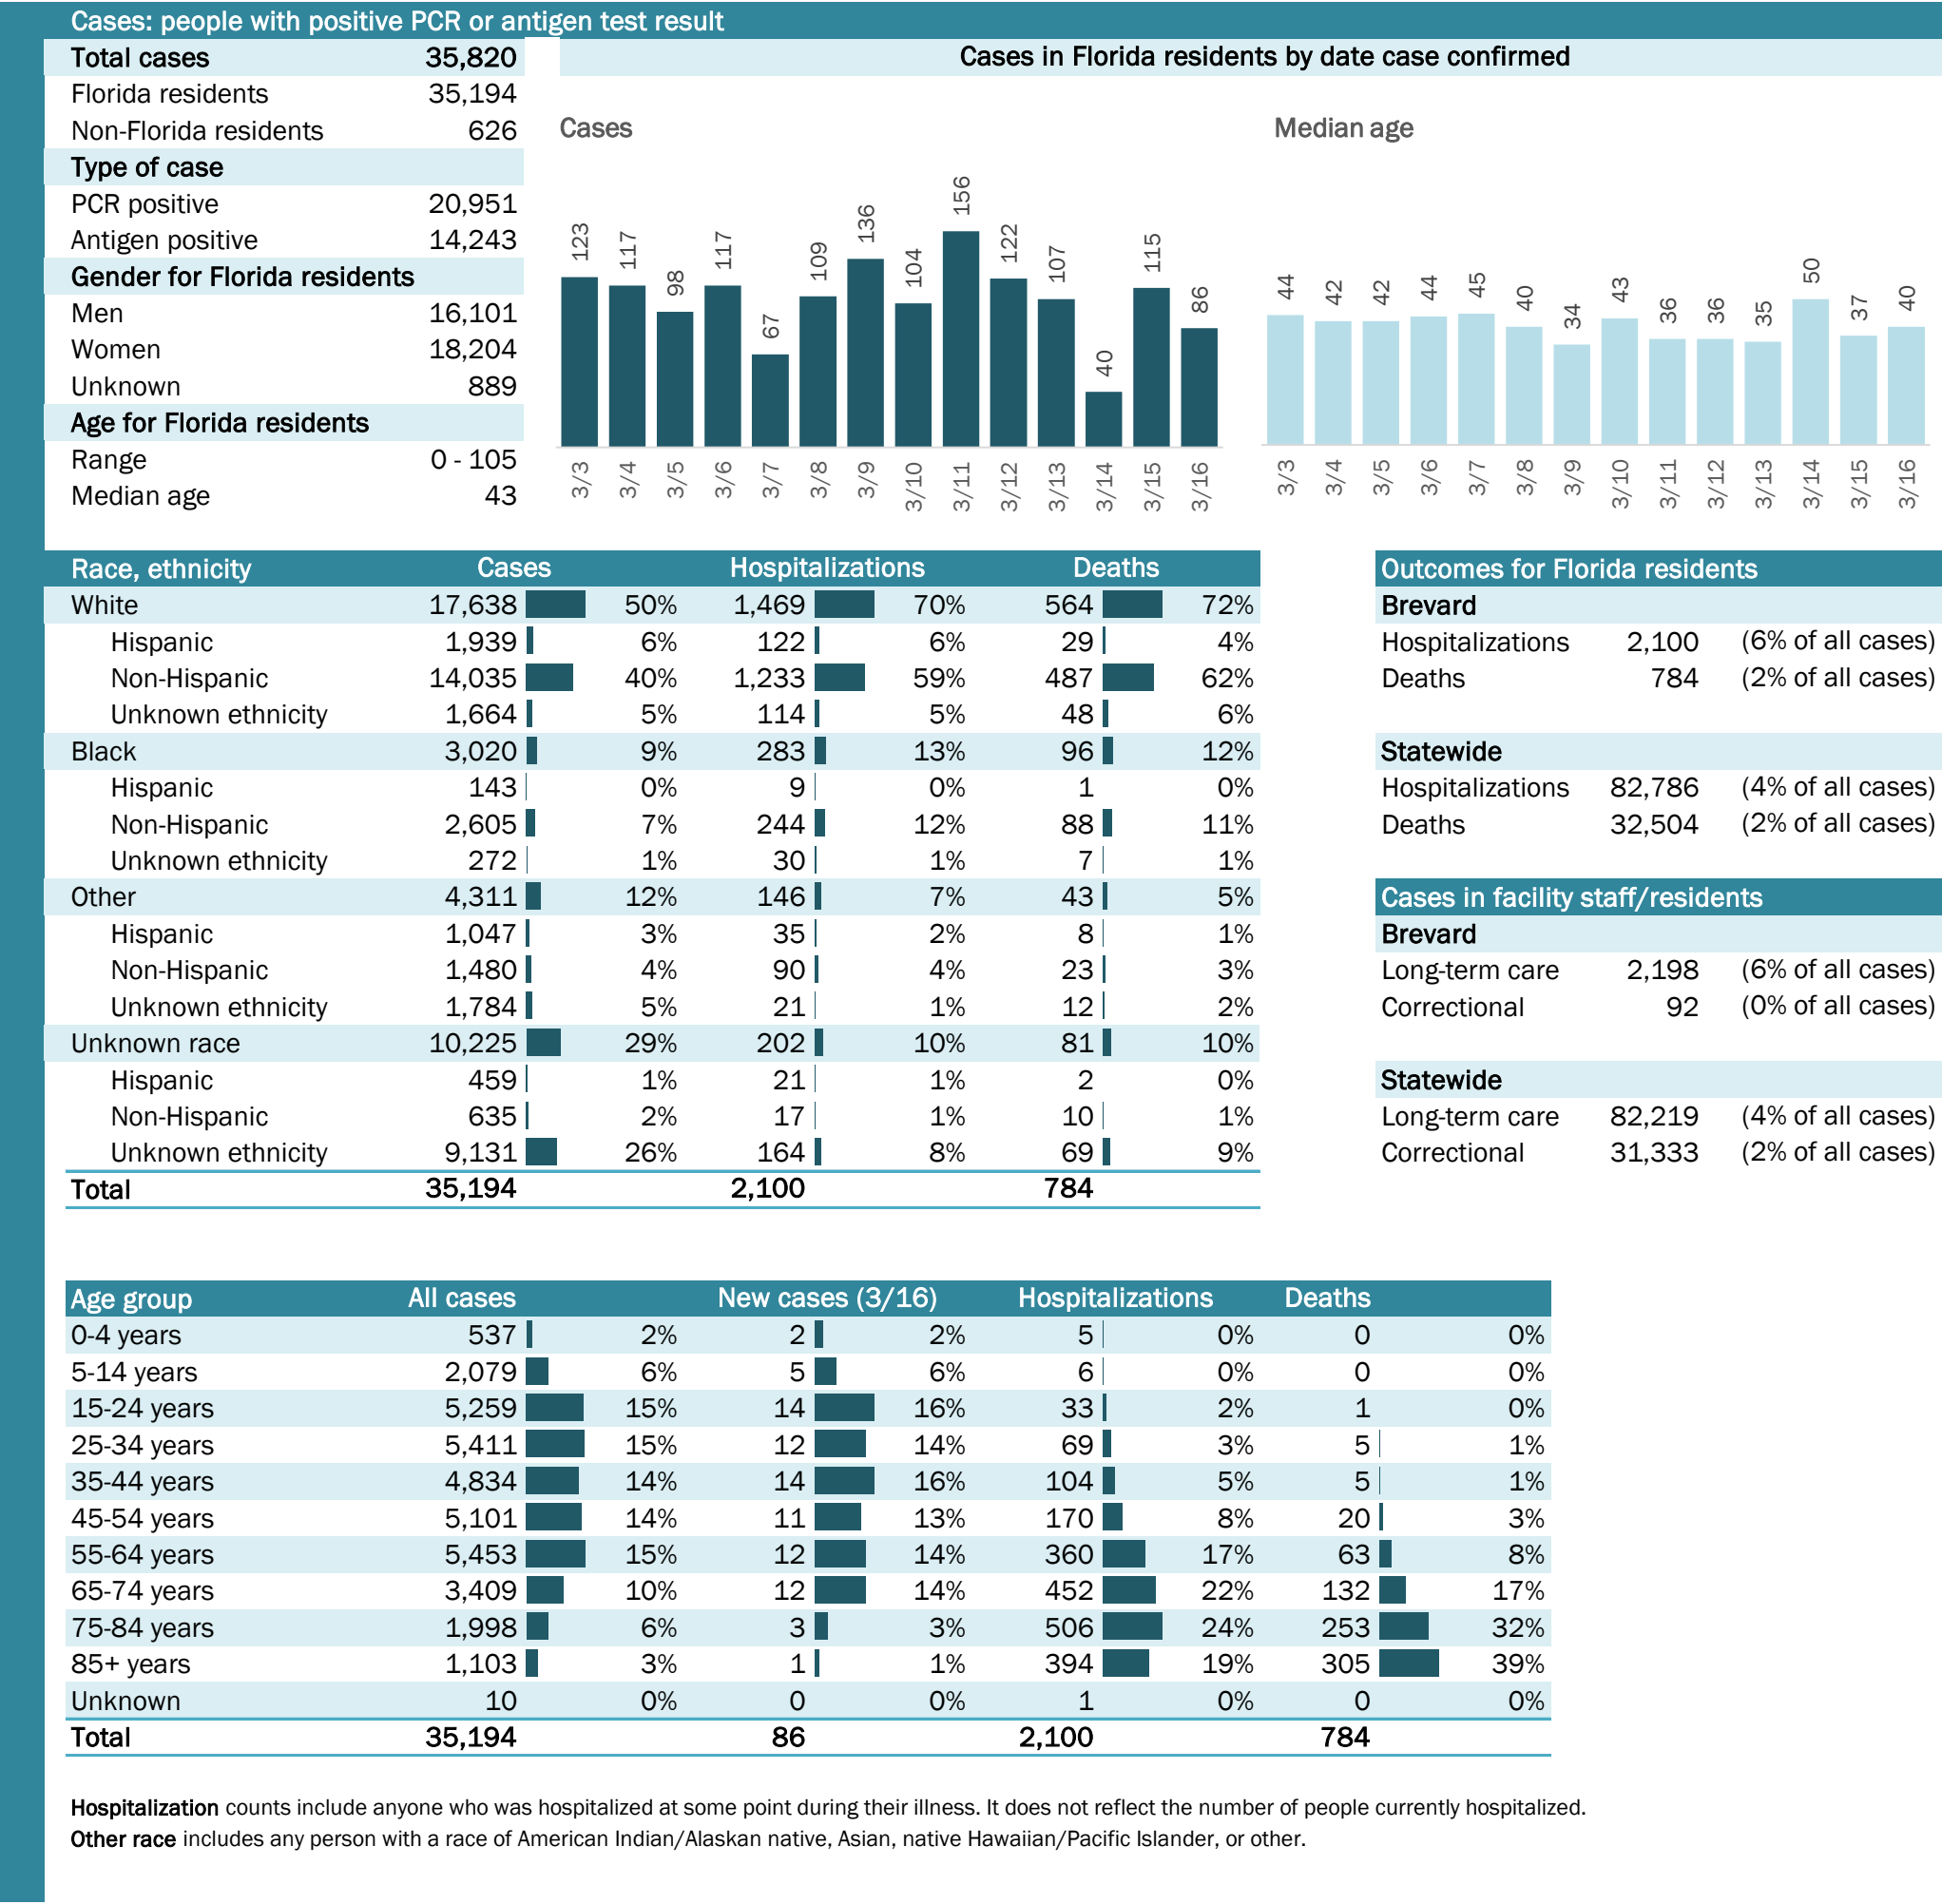 Cases: people with positive PCR or antigen test result
Total cases 35,820
Florida residents 35,194
Non-Florida residents 626
Type of case
PCR positive 20,951
Antigen positive 14,243
Gender for Florida residents
Men 16,101
Women 18,204
Unknown 889
Age for Florida residents
Range 0 - 105
Median age 43
Cases in Florida residents by date case confirmed
Cases
123 117 98 117 67 109 136 104 156 122 107 40 115 86
3/3 3/4 3/5 3/6 3/7 3/8 3/9 3/10 3/11 3/12 3/13 3/14 3/15 3/16
Median age
44 42 42 44 45 40 34 43 36 36 35 50 37 40
3/3 3/4 3/5 3/6 3/7 3/8 3/9 3/10 3/11 3/12 3/13 3/14 3/15 3/16
Race, ethnicity Cases Hospitalizations Deaths
White 17,638 50% 1,469 70% 564 72%
Hispanic 1,939 6% 122 6% 29 4%
Non-Hispanic 14,035 40% 1,233 59% 487 62%
Unknown ethnicity 1,664 5% 114 5% 48 6%
Black 3,020 9% 283 13% 96 12%
Hispanic 143 0% 9 0% 1 0%
Non-Hispanic 2,605 7% 244 12% 88 11%
Unknown ethnicity 272 1% 30 1% 7 1%
Other 4,311 12% 146 7% 43 5%
Hispanic 1,047 3% 35 2% 8 1%
Non-Hispanic 1,480 4% 90 4% 23 3%
Unknown ethnicity 1,784 5% 21 1% 12 2%
Unknown race 10,225 29% 202 10% 81 10%
Hispanic 459 1% 21 1% 2 0%
Non-Hispanic 635 2% 17 1% 10 1%
Unknown ethnicity 9,131 26% 164 8% 69 9%
Total 35,194 2,100 784
Outcomes for Florida residents
Brevard
Hospitalizations 2,100 (6% of all cases)
Deaths 784 (2% of all cases)
Statewide
Hospitalizations 82,786 (4% of all cases)
Deaths 32,504 (2% of all cases)
Cases in facility staff/residents
Brevard
Long-term care 2,198 (6% of all cases)
Correctional 92 (0% of all cases)
Statewide
Long-term care 82,219 (4% of all cases)
Correctional 31,333 (2% of all cases)
Age group All cases New cases (3/16) Hospitalizations Deaths
0-4 years 537 2% 2 2% 5 0% 0 0%
5-14 years 2,079 6% 5 6% 6 0% 0 0%
15-24 years 5,259 15% 14 16% 33 2% 1 0%
25-34 years 5,411 15% 12 14% 69 3% 5 1%
35-44 years 4,834 14% 14 16% 104 5% 5 1%
45-54 years 5,101 14% 11 13% 170 8% 20 3%
55-64 years 5,453 15% 12 14% 360 17% 63 8%
65-74 years 3,409 10% 12 14% 452 22% 132 17%
75-84 years 1,998 6% 3 3% 506 24% 253 32%
85+ years 1,103 3% 1 1% 394 19% 305 39%
Unknown 10 0% 0 0% 1 0% 0 0%
Total 35,194 86 2,100 784
Hospitalization counts include anyone who was hospitalized at some point during their illness. It does not reflect the number of people currently hospitalized.
Other race includes any person with a race of American Indian/Alaskan native, Asian, native Hawaiian/Pacific Islander, or other.